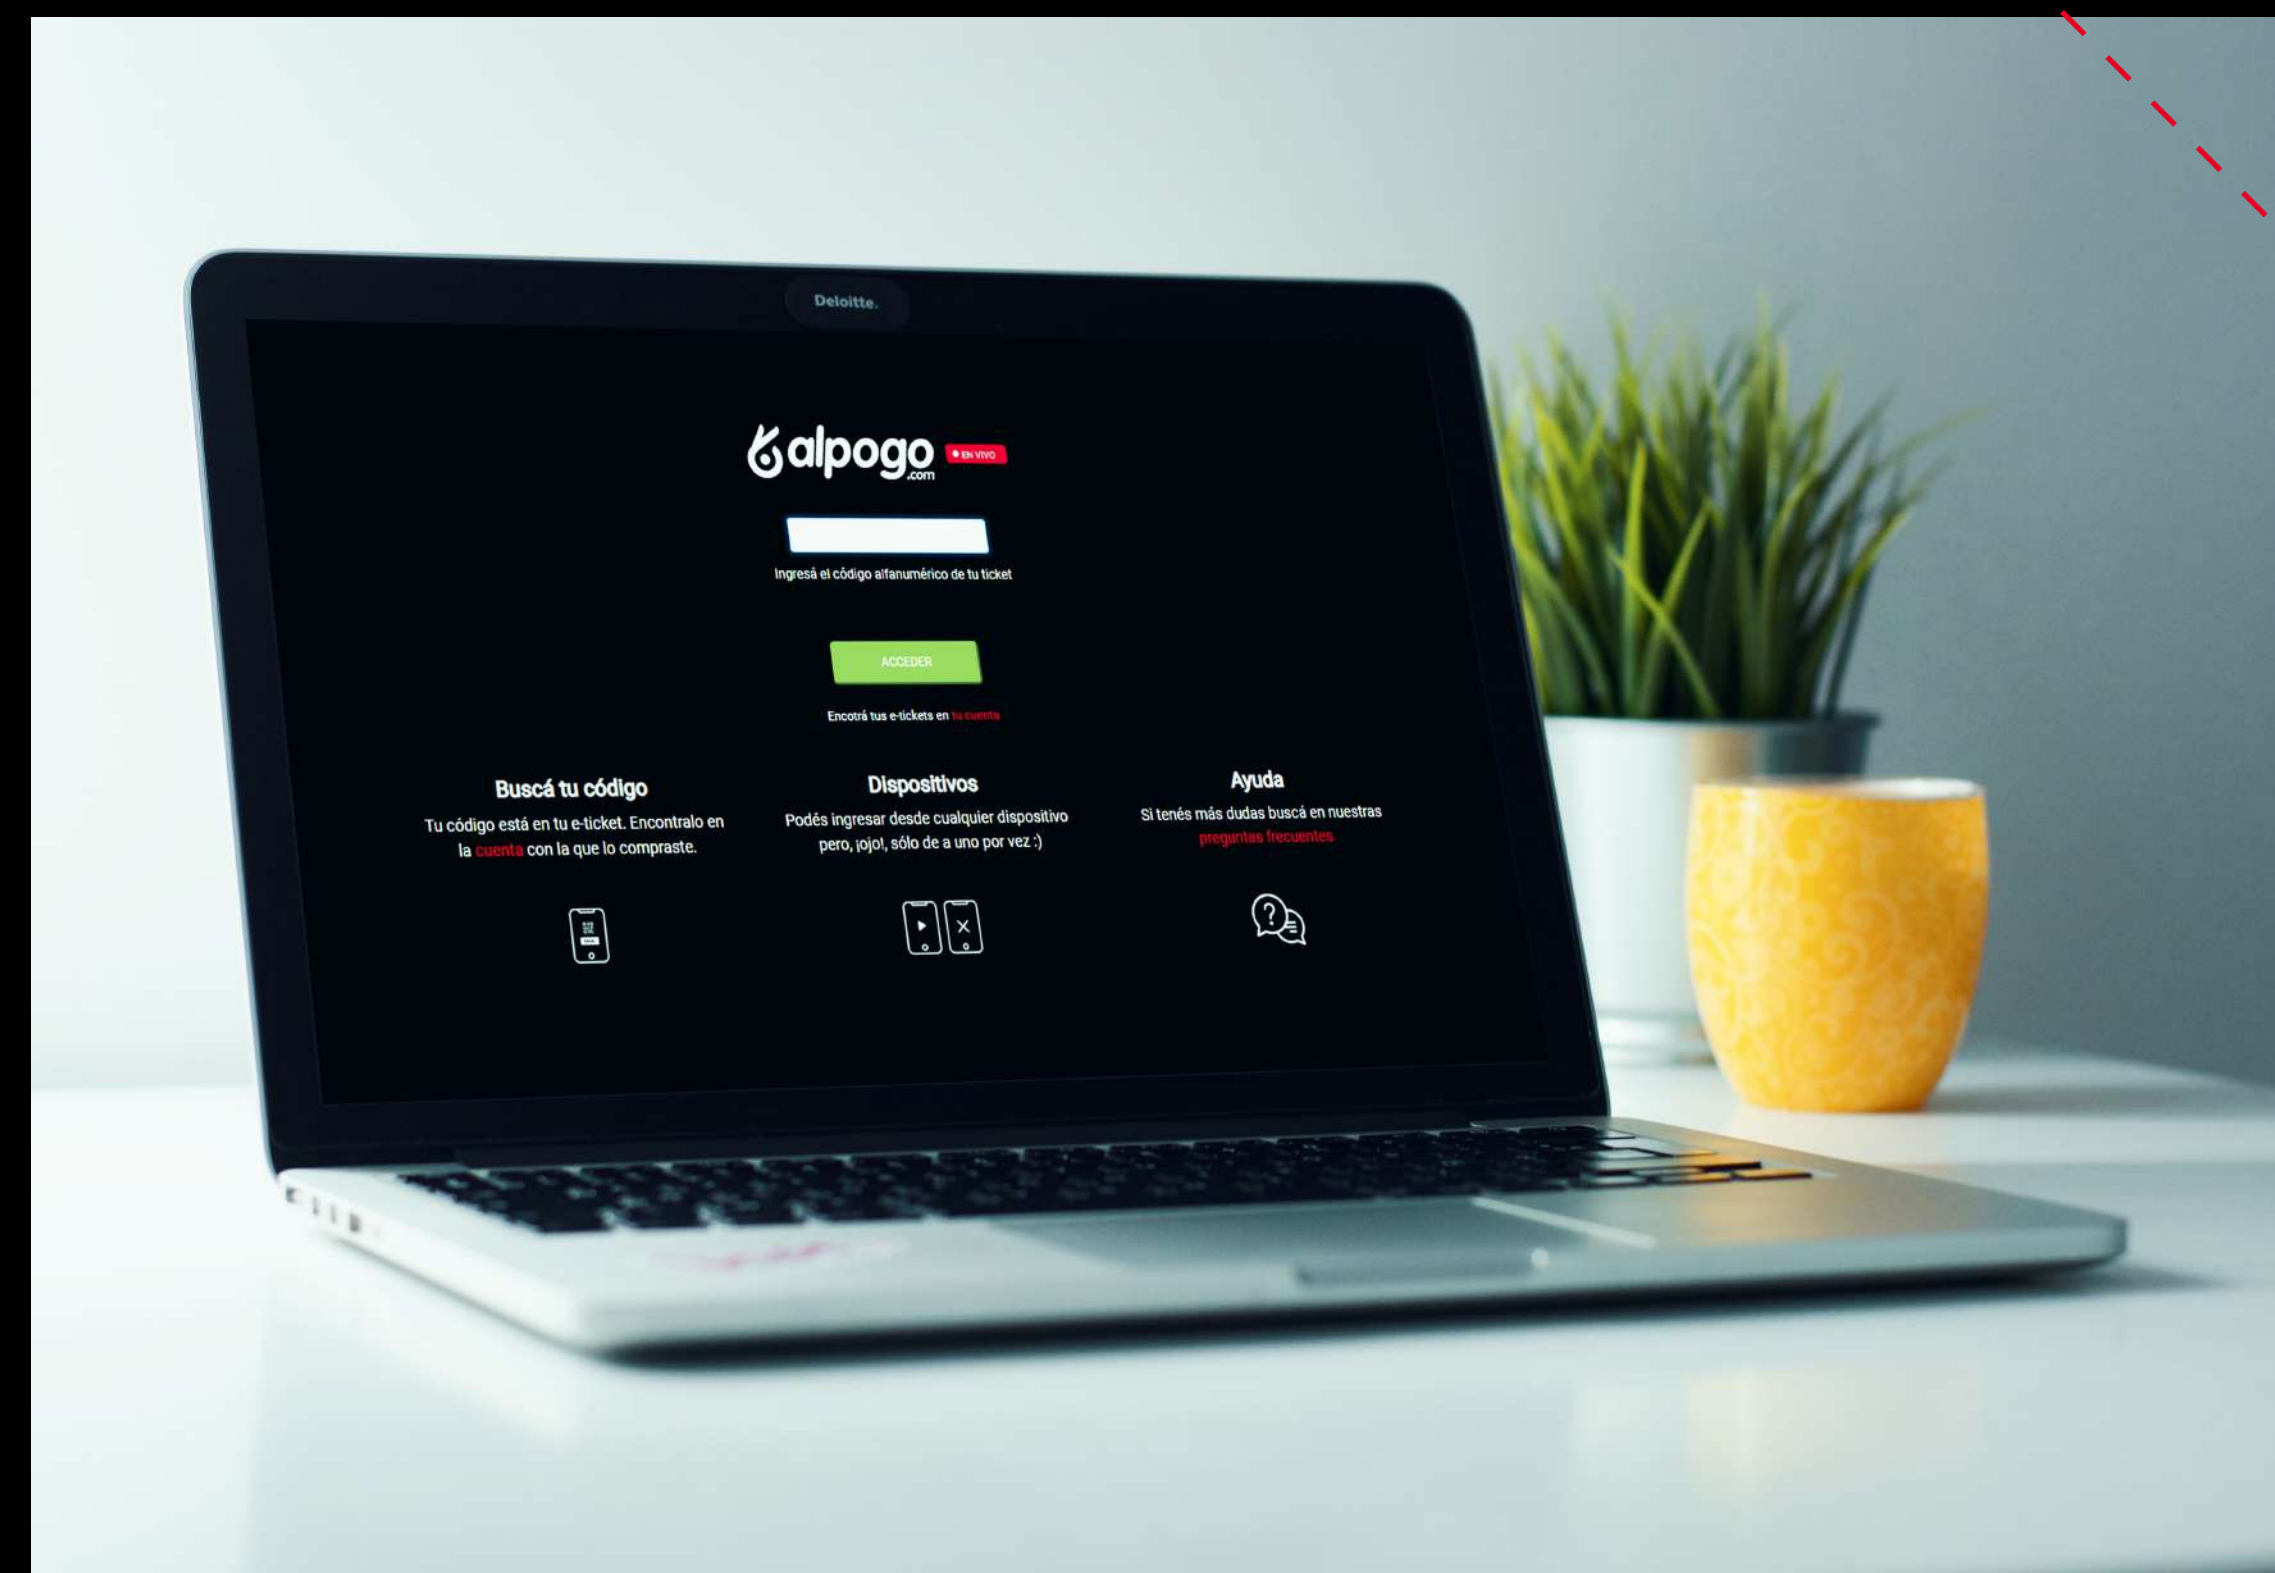 Deloitte.
alpogo
.com
EN VIVO
Ingresá el código alfanumérico de tu ticket
ACCEDER
Encotrá tus e-tickets en tu cuenta
Buscá tu código
Tu código está en tu e-ticket. Encontralo en
la cuenta con la que lo compraste.
Dispositivos
Podés ingresar desde cualquier dispositivo
pero, ¡ojo!, sólo de a uno por vez :)
Ayuda
Si tenés más dudas buscá en nuestras
preguntas frecuentes
?